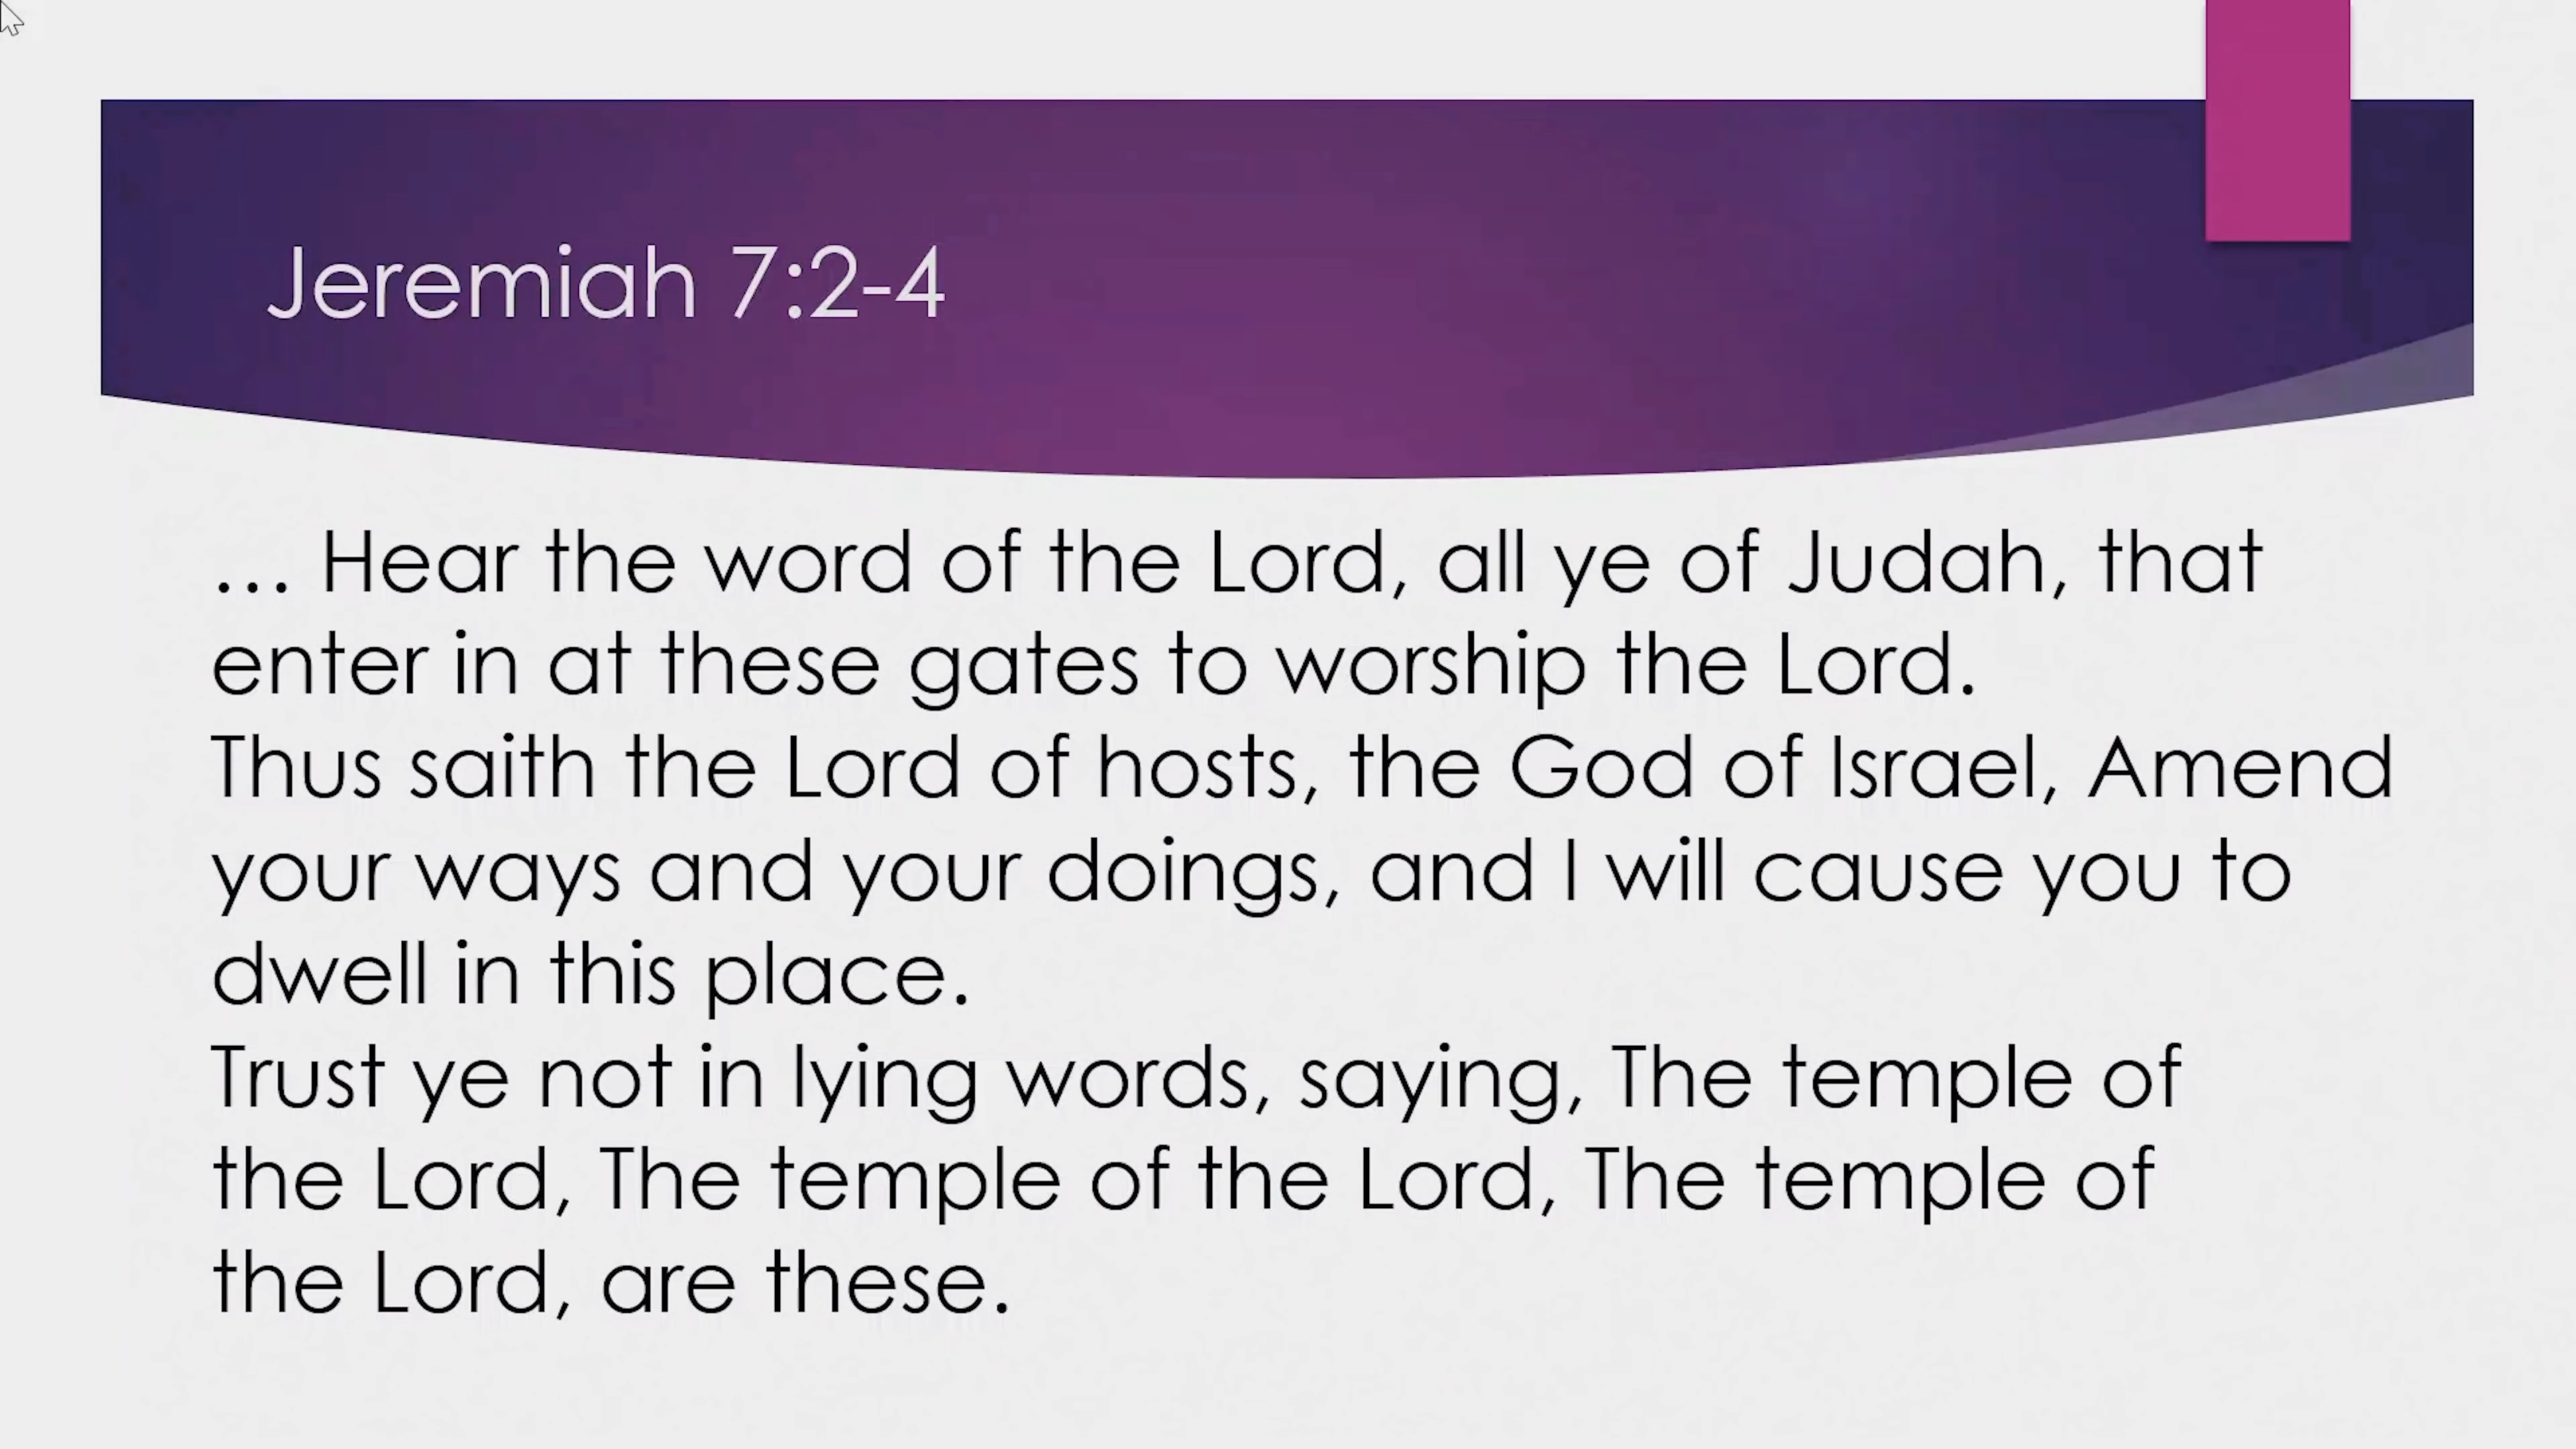 Jeremiah 7:2-4
… Hear the word of the Lord, all ye of Judah, that
enter in at these gates to worship the Lord.
Thus saith the Lord of hosts, the God of Israel, Amend
your ways and your doings, and I will cause you to
dwell in this place.
Trust ye not in lying words, saying, The temple of
the Lord, The temple of the Lord, The temple of
the Lord, are these.